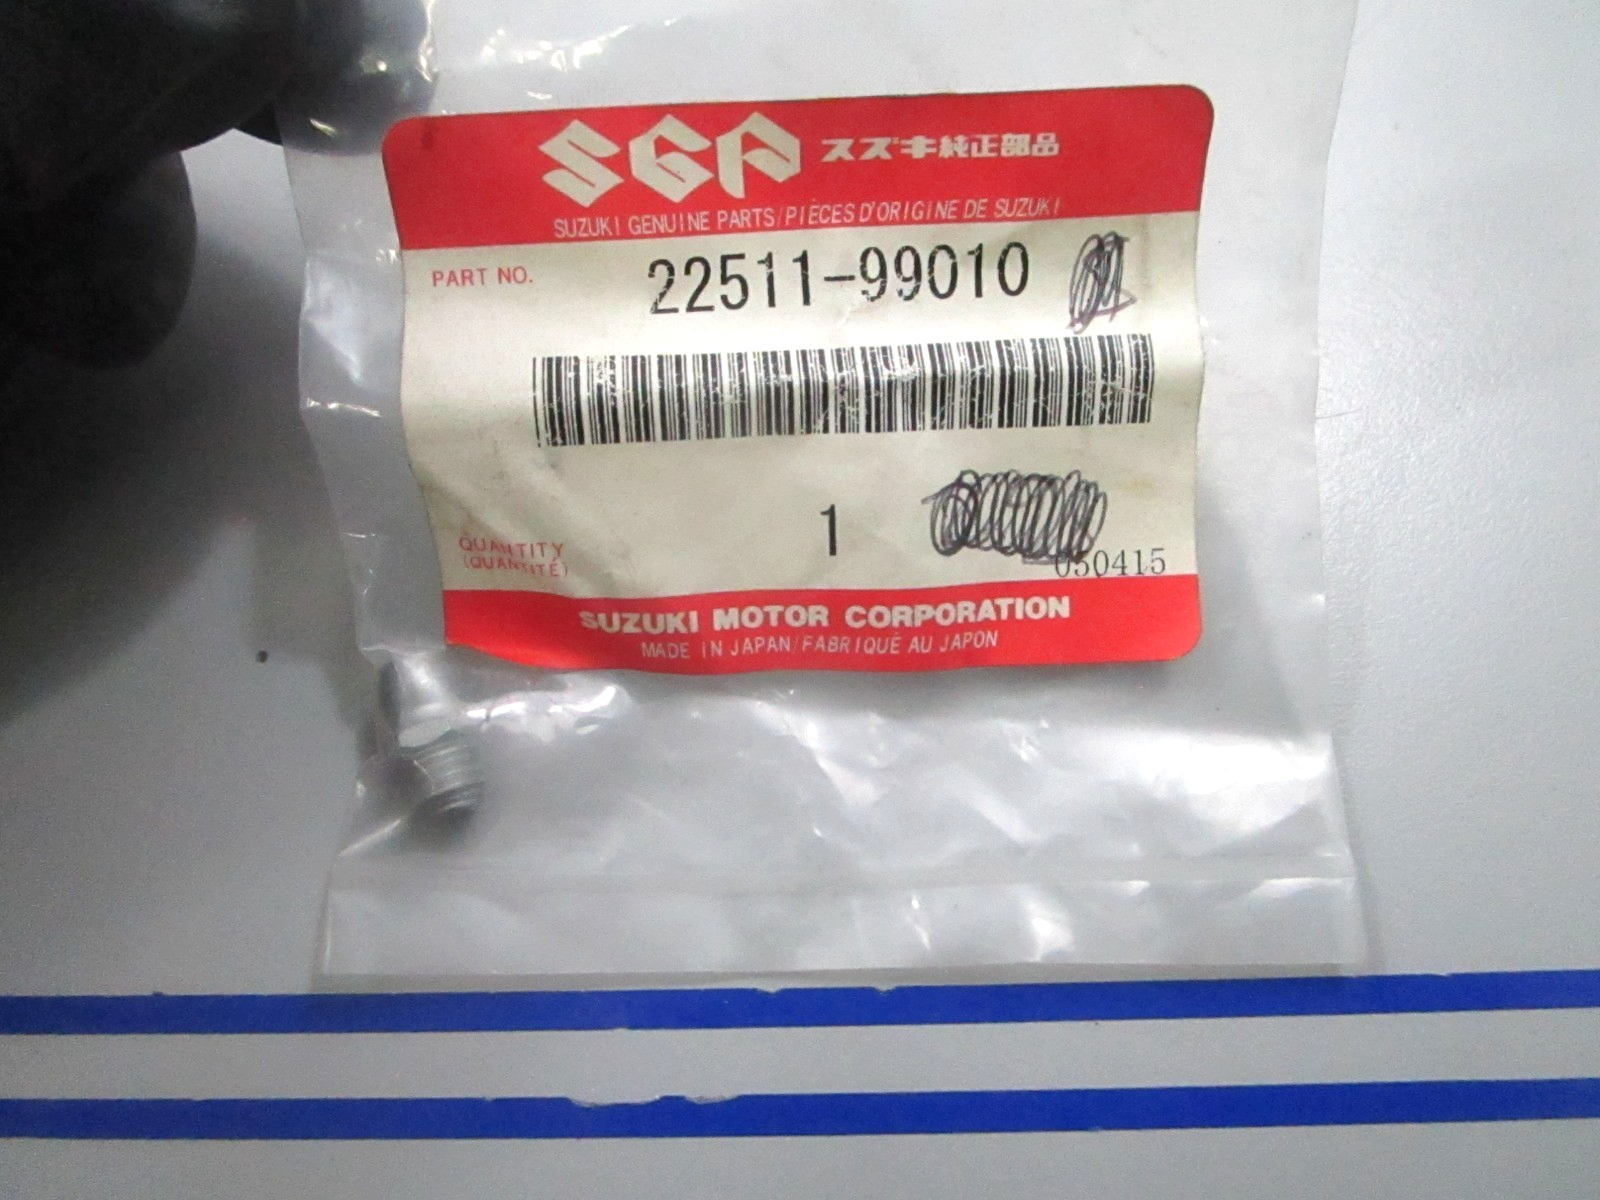 SGP スズキ純正部品
SUZUKI GENUINE PARTS/PIÈCES D'ORIGINE DE SUZUKI
PART NO. 22511-99010
1
QUANTITY
(QUANTITÉ)
050415
SUZUKI MOTOR CORPORATION
MADE IN JAPAN/FABRIQUÉ AU JAPON